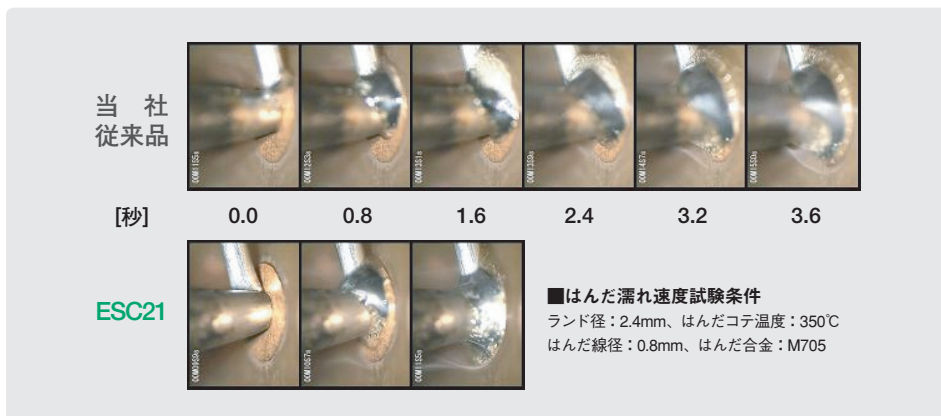 当 社
従来品
[秒] 0.0 0.8 1.6 2.4 3.2 3.6
ESC21
■はんだ濡れ速度試験条件
ランド径：2.4mm、はんだコテ温度：350℃
はんだ線径：0.8mm、はんだ合金：M705